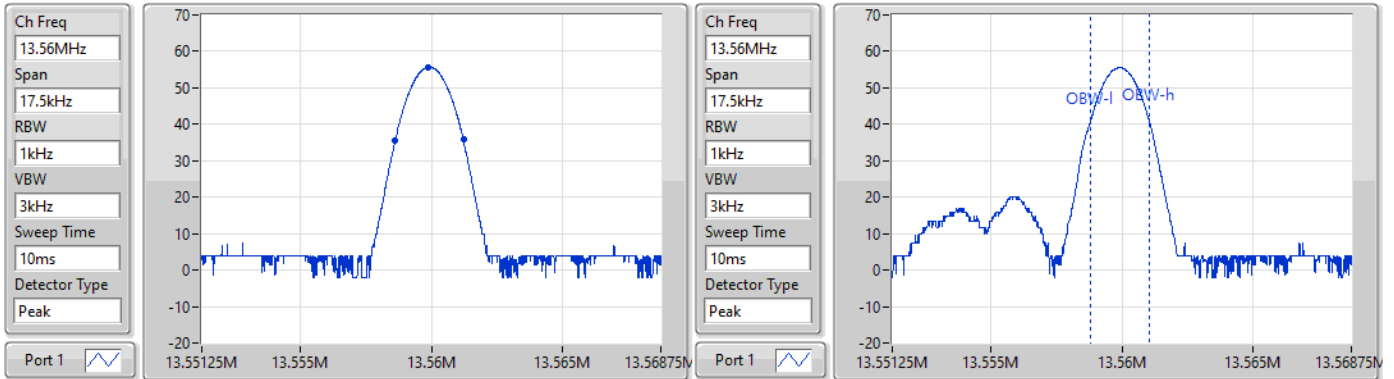 Ch Freq
13.56MHz
Span
17.5kHz
RBW
1kHz
VBW
3kHz
Sweep Time
10ms
Detector Type
Peak
Port 1
70
60
50
40
30
20
10
0
-10
-20
13.55125M 13.555M 13.56M 13.565M 13.56875M
Ch Freq
13.56MHz
Span
17.5kHz
RBW
1kHz
VBW
3kHz
Sweep Time
10ms
Detector Type
Peak
Port 1
70
60
50
40
30
20
10
0
-10
-20
OBW-l OBW-h
13.55125M 13.555M 13.56M 13.565M 13.56875M